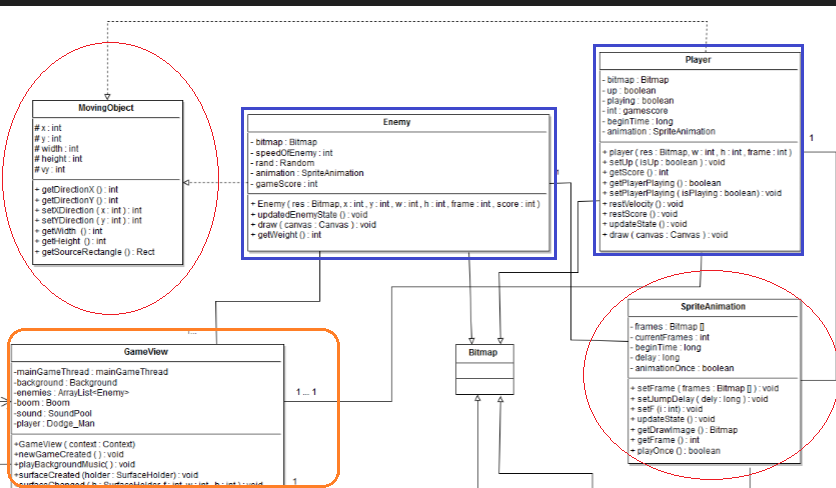 MovingObject
# x : int
# y : int
# width : int
# height : int
# vy : int
+ getDirectionX () : int
+ getDirectionY () : int
+ setXDirection ( x : int ) : int
+ setYDirection ( y : int ) : int
+ getWidth () : int
+ getHeight () : int
+ getSourceRectangle () : Rect
Enemy
- bitmap : Bitmap
- speedOfEnemy : int
- rand : Random
- animation : SpriteAnimation
- gameScore : int
+ Enemy ( res : Bitmap, x : int , y : int , w : int , h : int , frame : int , score : int )
+ updatedEnemyState () : void
+ draw ( canvas : Canvas ) : void
+ getWeight () : int
Player
- bitmap : Bitmap
- up : boolean
- playing : boolean
- int : gamescore
- beginTime : long
- animation : SpriteAnimation
+ player ( res : Bitmap, w : int , h : int , frame : int )
+ setUp ( isUp : boolean ) : void
+ getScore () : int
+ getPlayerPlaying () : boolean
+ setPlayerPlaying ( isPlaying : boolean) : void
+ restVelocity () : void
+ restScore () : void
+ updateState () : void
+ draw ( canvas : Canvas ) : void
1
1
GameView
-mainGameThread : mainGameThread
-background : Background
-enemies : ArrayList<Enemy>
-boom : Boom
-sound : SoundPool
-player : Dodge_Man
+GameView ( context : Context)
+newGameCreated ( ) : void
+playBackgroundMusic( ) : void
+surfaceCreated (holder : SurfaceHolder) : void
+surfaceChanged ( h : SurfaceHolder, f : int, w : int , h : int ) : void
1... 1
1
Bitmap
SpriteAnimation
- frames : Bitmap []
- currentFrames : int
- beginTime : long
- delay : long
- animationOnce : boolean
+ setFrame ( frames : Bitmap [] ) : void
+ setJumpDelay ( dely : long ) : void
+ setF ( i : int) : void
+ updateState () : void
+ getDrawImage () : Bitmap
+ getFrame () : int
+ playOnce () : boolean